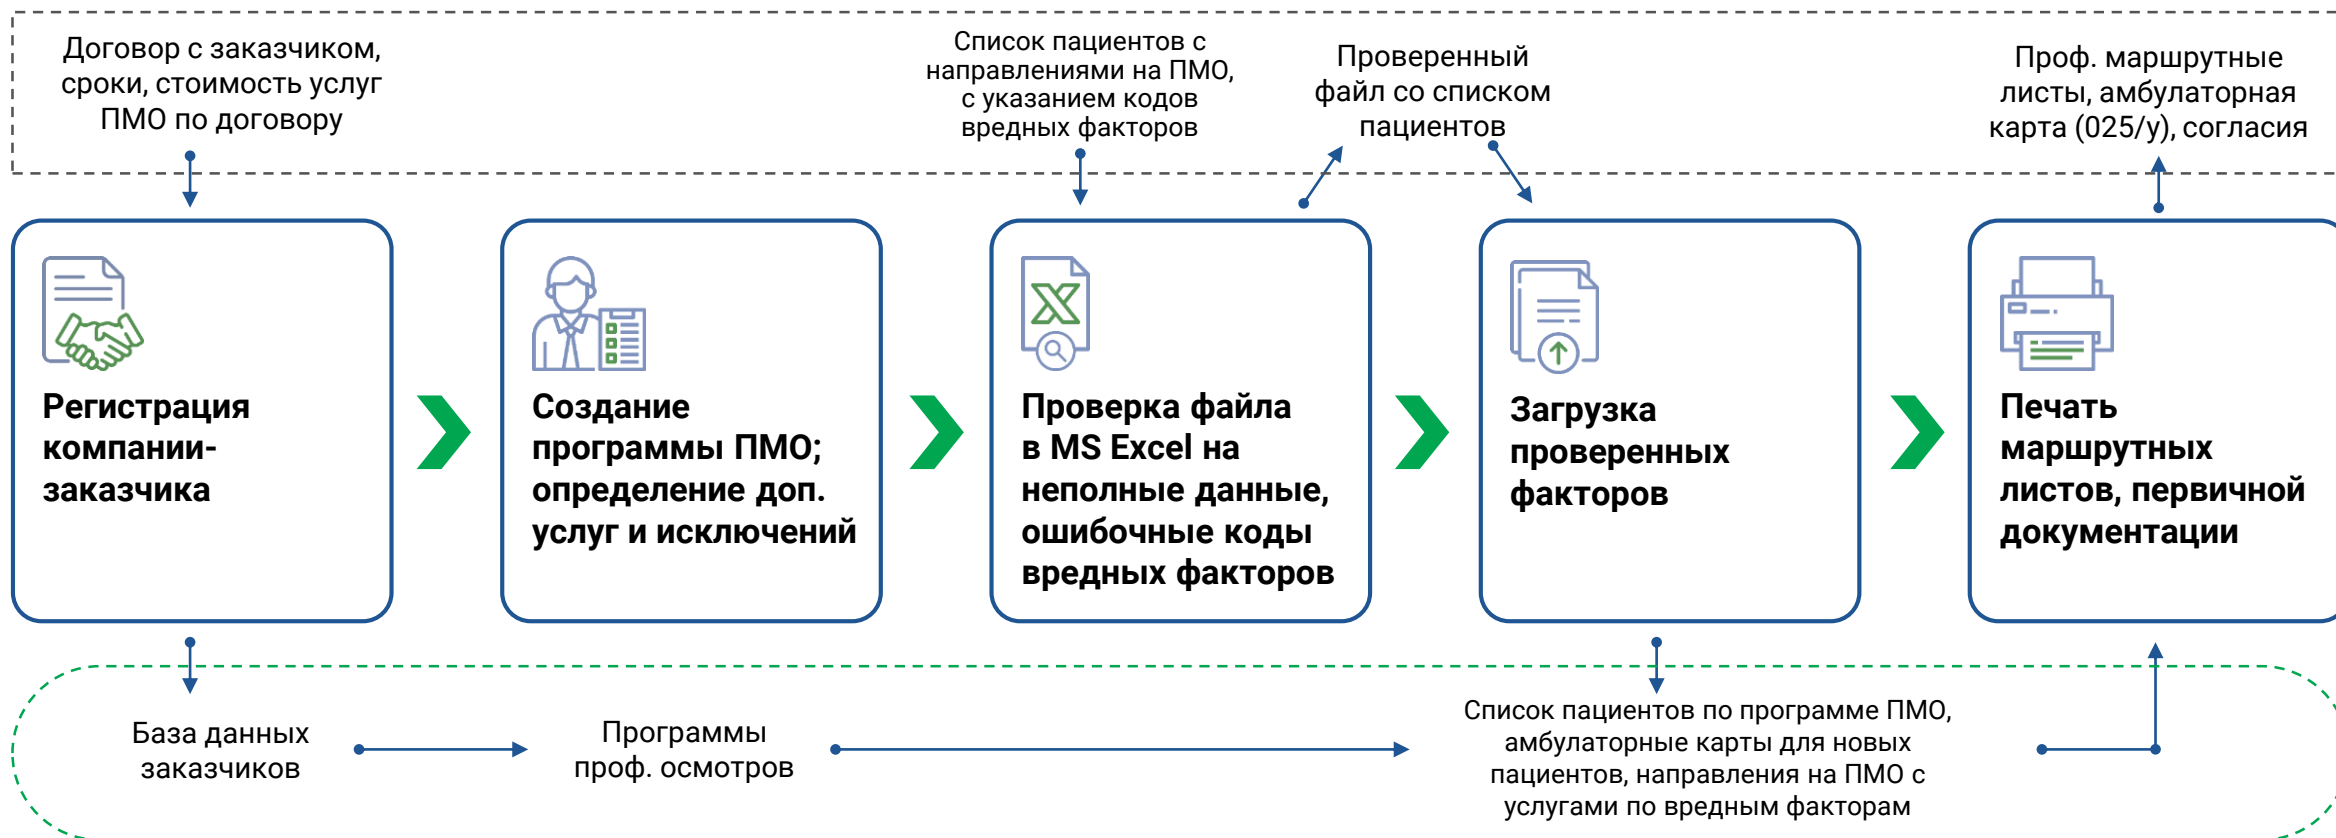 Договор с заказчиком,
сроки, стоимость услуг
ПМО по договору
Список пациентов с
направлениями на ПМО,
с указанием кодов
вредных факторов
Проверенный
файл со списком
пациентов
Проф. маршрутные
листы, амбулаторная
карта (025/у), согласия
Регистрация
компании-
заказчика
Создание
программы ПМО;
определение доп.
услуг и исключений
Проверка файла
в MS Excel на
неполные данные,
ошибочные коды
вредных факторов
Загрузка
проверенных
факторов
Печать
маршрутных
листов, первичной
документации
База данных
заказчиков
Программы
проф. осмотров
Список пациентов по программе ПМО,
амбулаторные карты для новых
пациентов, направления на ПМО с
услугами по вредным факторам